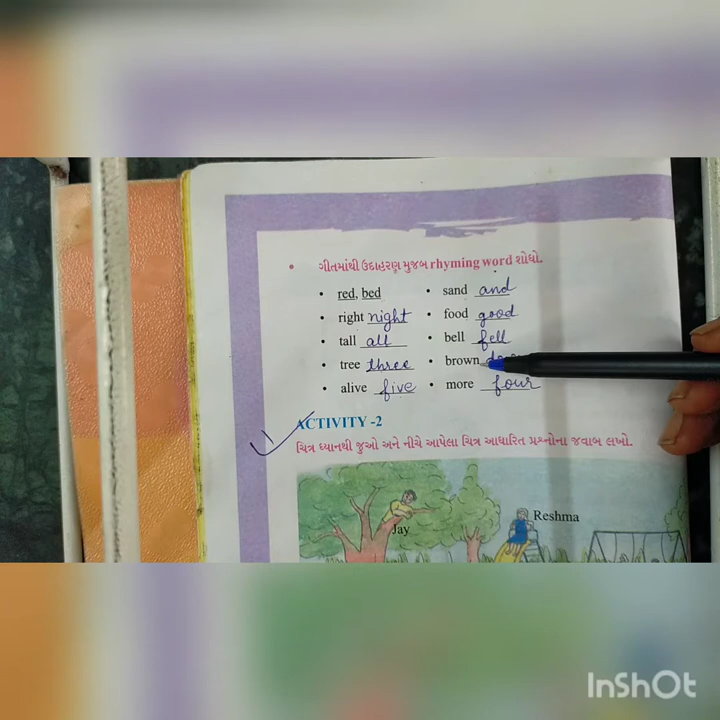 • ગીતમાંથી ઉદાહરણ મુજબ rhyming word શોધો.
• red, bed • sand and
• right night • food good
• tall all • bell fell
• tree three • brown
• alive five • more four
ACTIVITY -2
ચિત્ર ધ્યાનથી જુઓ અને નીચે આપેલા ચિત્ર આધારિત પ્રશ્નોના જવાબ લખો.
Reshma
Jay
InShOt